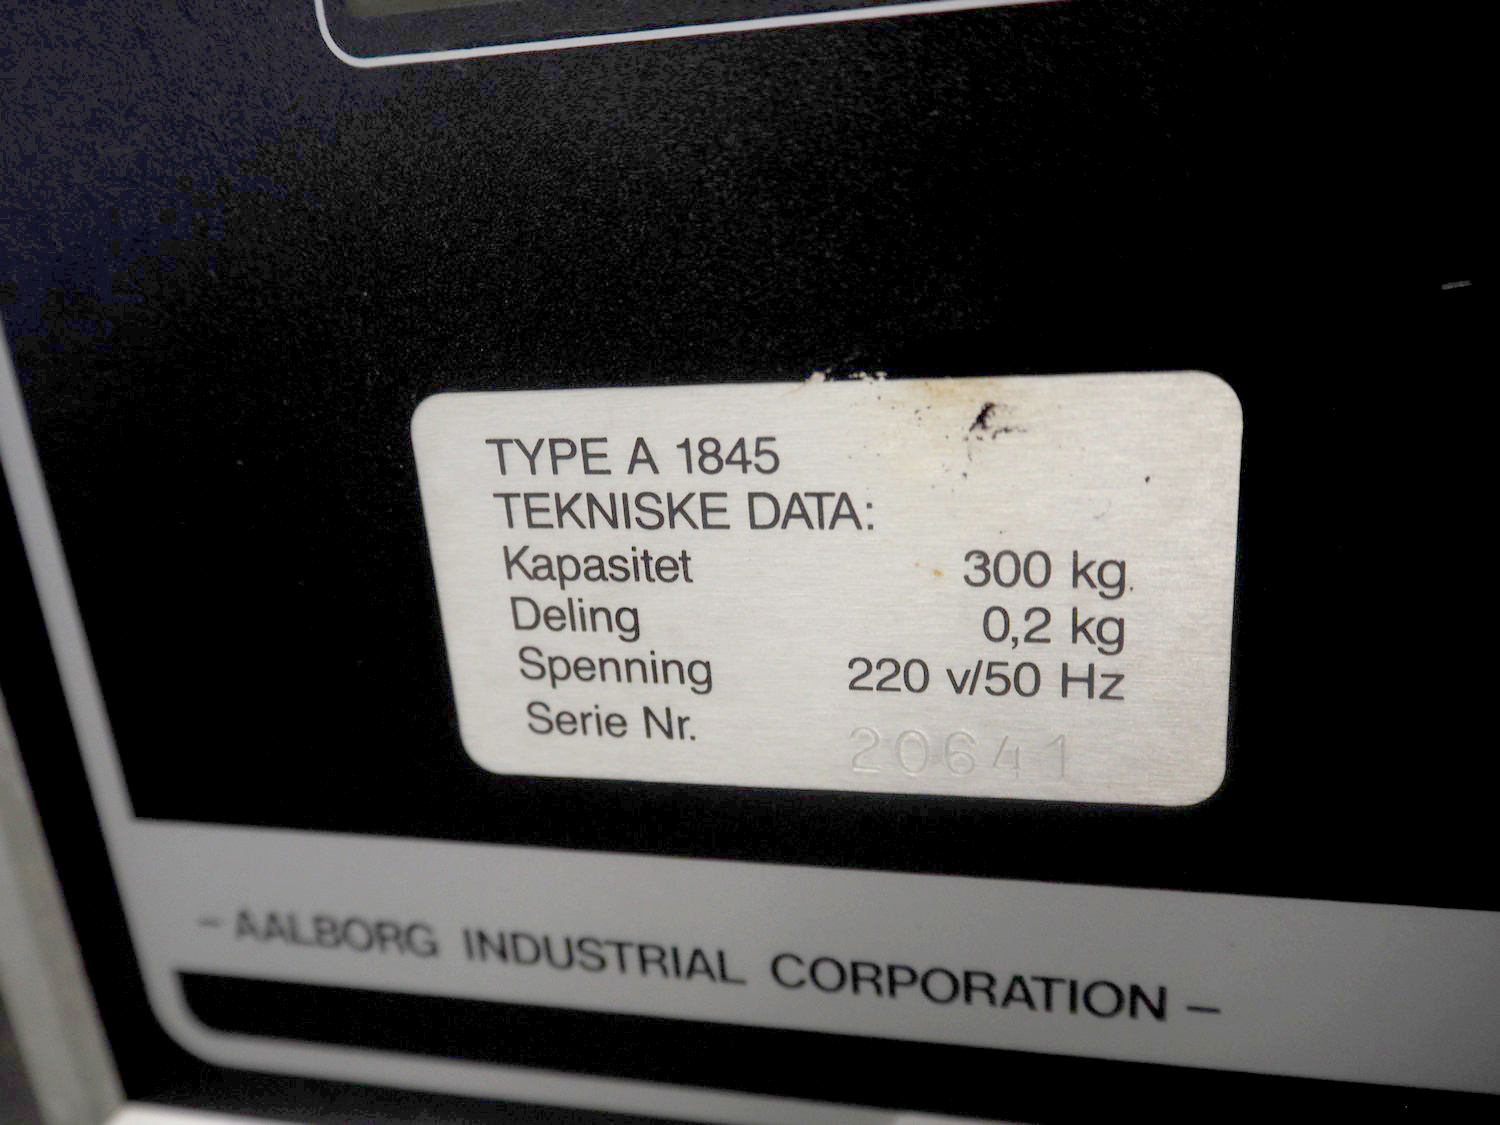 TYPE A 1845
TEKNISKE DATA:
Kapasitet 300 kg.
Deling 0,2 kg
Spenning 220 v/50 Hz
Serie Nr. 20641
– AALBORG INDUSTRIAL CORPORATION –